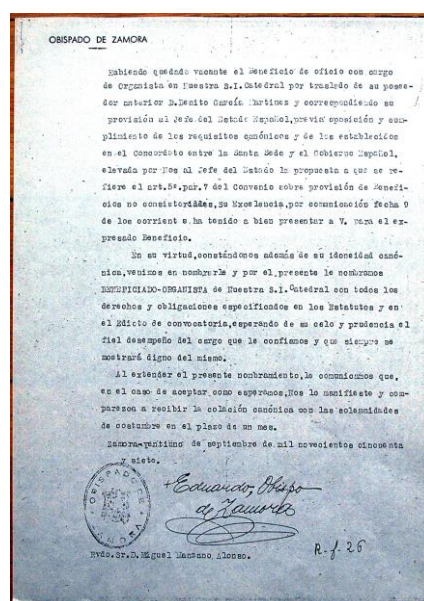 OBISPADO DE ZAMORA
Habiendo quedado vacante el Beneficio de oficio con cargo
de Organista en Nuestra S.I.Catedral por traslado de su posee-
dor anterior D.Benito García Martinez y correspondiendo su
provisión al Jefe del Estado Español,previa oposición y cum-
plimiento de los requisitos canónicos y de los establecidos
en el Concordato entre la Santa Sede y el Gobierno Español,
elevada por Nos al Jefe del Estado la propuesta a que se re-
fiere el art.5º,par.7 del Convenio sobre provisión de Benefi-
cios no consistoriales,Su Excelencia,por comunicación fecha 9
de los corrientes,ha tenido a bien presentar a V. para el ex-
presado Beneficio.
En su virtud,constándonos además de su idoneidad canó-
nica,venimos en nombrarle y por el presente le nombramos
BENEFICIADO-ORGANISTA de Nuestra S.I.Catedral con todos los
derechos y obligaciones especificados en los Estatutos y en
el Edicto de convocatoria,esperando de su celo y prudencia el
fiel desempeño del cargo que le confiamos y que siempre se
mostrará digno del mismo.
Al extender el presente nombramiento,le comunicamos que,
en el caso de aceptar,como esperamos,Nos lo manifieste y com-
parezca a recibir la colación canónica con las solemnidades
de costumbre en el plazo de un mes.
Zamora veintiuno de septiembre de mil novecientos cincuenta
y siete.
+Eduardo, Obispo
de Zamora
OBISPADO DE
Rvdo.Sr.D.Miguel Manzano Alonso.
R-f-26